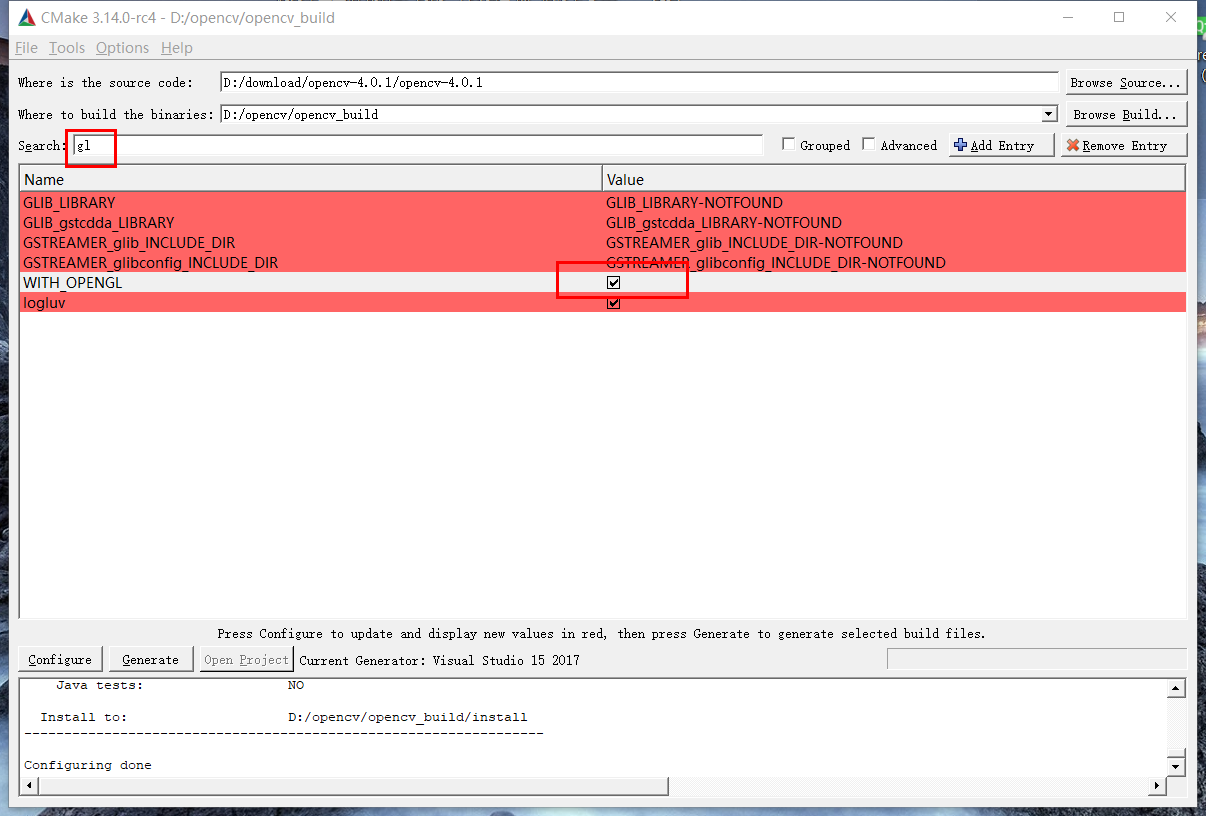 CMake 3.14.0-rc4 - D:/opencv/opencv_build
File Tools Options Help
Where is the source code: D:/download/opencv-4.0.1/opencv-4.0.1 Browse Source...
Where to build the binaries: D:/opencv/opencv_build Browse Build...
Search: gl Grouped Advanced Add Entry Remove Entry
Name Value
GLIB_LIBRARY GLIB_LIBRARY-NOTFOUND
GLIB_gstcdda_LIBRARY GLIB_gstcdda_LIBRARY-NOTFOUND
GSTREAMER_glib_INCLUDE_DIR GSTREAMER_glib_INCLUDE_DIR-NOTFOUND
GSTREAMER_glibconfig_INCLUDE_DIR GSTREAMER_glibconfig_INCLUDE_DIR-NOTFOUND
WITH_OPENGL
logluv
Press Configure to update and display new values in red, then press Generate to generate selected build files.
Configure Generate Open Project Current Generator: Visual Studio 15 2017
Java tests: NO
Install to: D:/opencv/opencv_build/install
-----------------------------------------------------------------
Configuring done